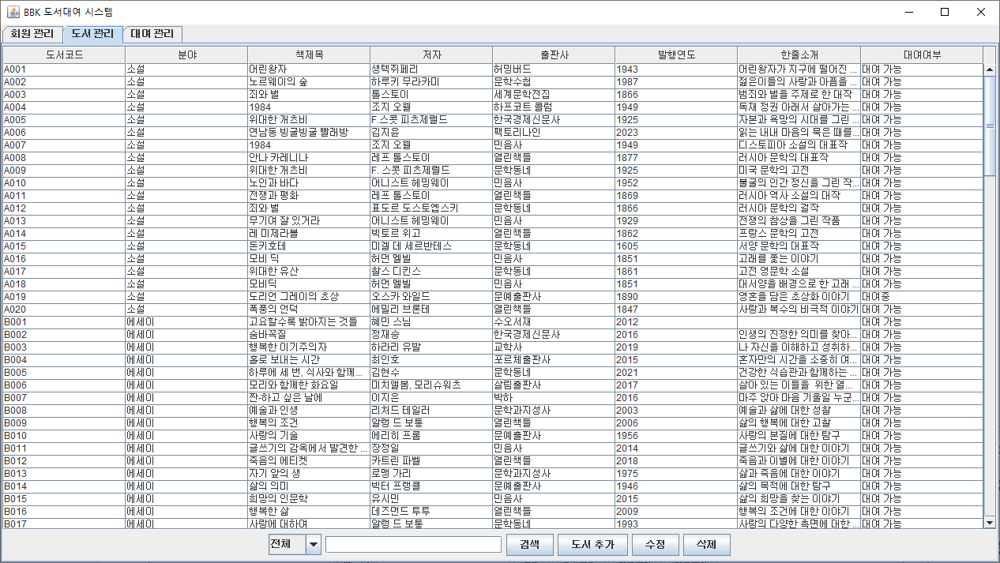 BBK 도서대여 시스템
회원 관리 도서 관리 대여 관리
도서코드 분야 책제목 저자 출판사 발행연도 한줄소개 대여여부
A001 소설 어린왕자 생텍쥐페리 허밍버드 1943 어린왕자가 지구에 떨어진 ... 대여 가능
A002 소설 노르웨이의 숲 하루키 무라카미 문학수첩 1987 젊은이들의 사랑과 아픔을 ... 대여 가능
A003 소설 죄와 벌 톨스토이 세계문학전집 1866 범죄와 벌을 주제로 한 대작 대여 가능
A004 소설 1984 조지 오웰 하프코트 콜럼 1949 독재 정권 아래서 살아가는 ... 대여 가능
A005 소설 위대한 개츠비 F.스콧 피츠제럴드 한국경제신문사 1925 자본과 욕망의 시대를 그린 ... 대여 가능
A006 소설 연남동 빙굴빙굴 빨래방 김지윤 팩토리나인 2023 읽는 내내 마음의 묵은 때를... 대여 가능
A007 소설 1984 조지 오웰 민음사 1949 디스토피아 소설의 대표작 대여 가능
A008 소설 안나 카레니나 레프 톨스토이 열린책들 1877 러시아 문학의 대표작 대여 가능
A009 소설 위대한 개츠비 F. 스콧 피츠제럴드 문학동네 1925 미국 문학의 고전 대여 가능
A010 소설 노인과 바다 어니스트 헤밍웨이 민음사 1952 불굴의 인간 정신을 그린 작... 대여 가능
A011 소설 전쟁과 평화 레프 톨스토이 열린책들 1869 러시아 역사 소설의 대작 대여 가능
A012 소설 죄와 벌 표도르 도스토옙스키 문학동네 1866 러시아 문학의 걸작 대여 가능
A013 소설 무기여 잘 있거라 어니스트 헤밍웨이 민음사 1929 전쟁의 참상을 그린 작품 대여 가능
A014 소설 레 미제라블 빅토르 위고 열린책들 1862 프랑스 문학의 고전 대여 가능
A015 소설 돈키호테 미겔 데 세르반테스 문학동네 1605 서양 문학의 대표작 대여 가능
A016 소설 모비 딕 허먼 멜빌 민음사 1851 고래를 쫓는 이야기 대여 가능
A017 소설 위대한 유산 찰스 디킨스 문학동네 1861 고전 영문학 소설 대여 가능
A018 소설 모비딕 허먼 멜빌 민음사 1851 대서양을 배경으로 한 고래 ... 대여 가능
A019 소설 도리언 그레이의 초상 오스카 와일드 문예출판사 1890 영혼을 담은 초상화 이야기 대여중
A020 소설 폭풍의 언덕 에밀리 브론테 열린책들 1847 사랑과 복수의 비극적 이야기 대여 가능
B001 에세이 고요할수록 밝아지는 것들 혜민 스님 수오서재 2012 대여 가능
B002 에세이 숨바꼭질 정재승 한국경제신문사 2016 인생의 진정한 의미를 찾아... 대여 가능
B003 에세이 행복한 이기주의자 하라리 유발 교학사 2019 나 자신을 이해하고 성취하... 대여 가능
B004 에세이 홀로 보내는 시간 최인호 포르체출판사 2015 혼자만의 시간을 소중히 여... 대여 가능
B005 에세이 하루에 세 번, 식사와 함께... 김현수 문학동네 2021 건강한 식습관과 함께하는 ... 대여 가능
B006 에세이 모리와 함께한 화요일 미치앨봄, 모리슈워츠 살림출판사 2017 살아 있는 이들을 위한 열... 대여 가능
B007 에세이 짠-하고 싶은 날에 이지은 박하 2016 마주 앉아 마음 기울일 누군... 대여 가능
B008 에세이 예술과 인생 리처드 테일러 문학과지성사 2003 예술과 삶에 대한 성찰 대여 가능
B009 에세이 행복의 조건 알랭 드 보통 열린책들 2006 삶의 행복에 대한 고찰 대여 가능
B010 에세이 사랑의 기술 에리히 프롬 문예출판사 1956 사랑의 본질에 대한 탐구 대여 가능
B011 에세이 글쓰기의 감옥에서 발견한 ... 장정일 민음사 2014 글쓰기와 삶에 대한 이야기 대여 가능
B012 에세이 죽음의 에티켓 카트린 파벨 열린책들 2018 죽음과 이별에 대한 이야기 대여 가능
B013 에세이 자기 앞의 생 로맹 가리 문학과지성사 1975 삶과 죽음에 대한 이야기 대여 가능
B014 에세이 삶의 의미 빅터 프랭클 문예출판사 1946 삶의 목적에 대한 탐구 대여 가능
B015 에세이 희망의 인문학 유시민 민음사 2015 삶의 희망을 찾는 이야기 대여 가능
B016 에세이 행복한 삶 데즈먼드 투투 열린책들 2009 행복의 조건에 대한 이야기 대여 가능
B017 에세이 사랑에 대하여 알랭 드 보통 문학동네 1993 사랑의 다양한 측면에 대한 ... 대여 가능
전체 검색 도서 추가 수정 삭제